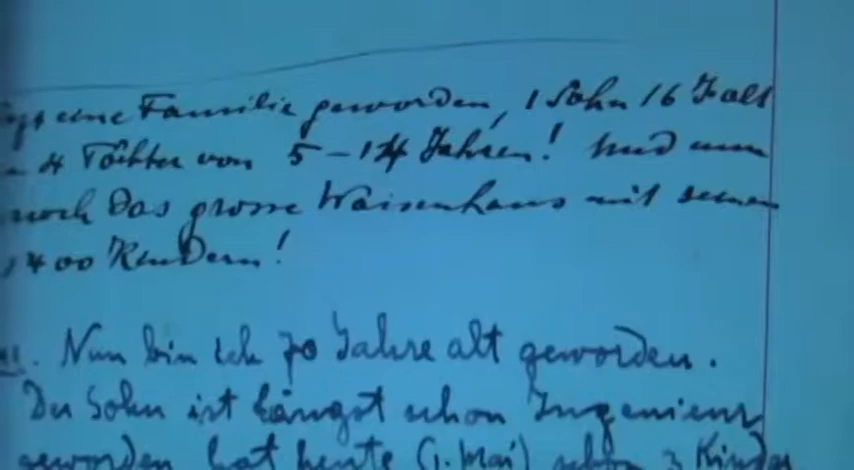 eine Familie geworden, 1 Sohn 16 J alt
4 Töchter von 5 – 14 Jahren! Und nun
noch das grosse Waisenhaus mit seinen
1400 Kindern!
Nun bin ich 70 Jahre alt geworden.
Der Sohn ist längst schon Ingenieur
geworden hat heute (1. Mai) schon 3 Kinder